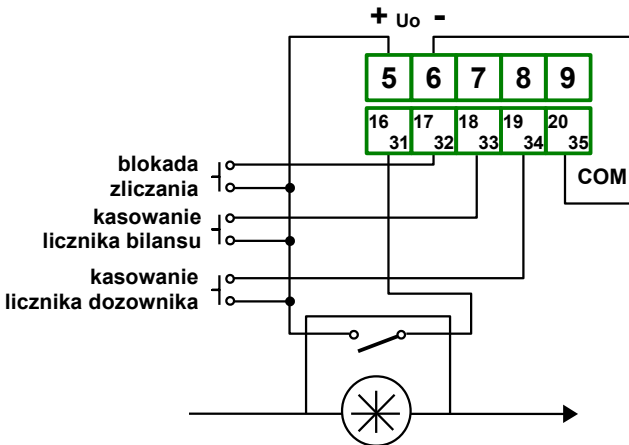 + Uo -
5 6 7 8 9
16 17 18 19 20
31 32 33 34 35
COM
blokada
zliczania
kasowanie
licznika bilansu
kasowanie
licznika dozownika